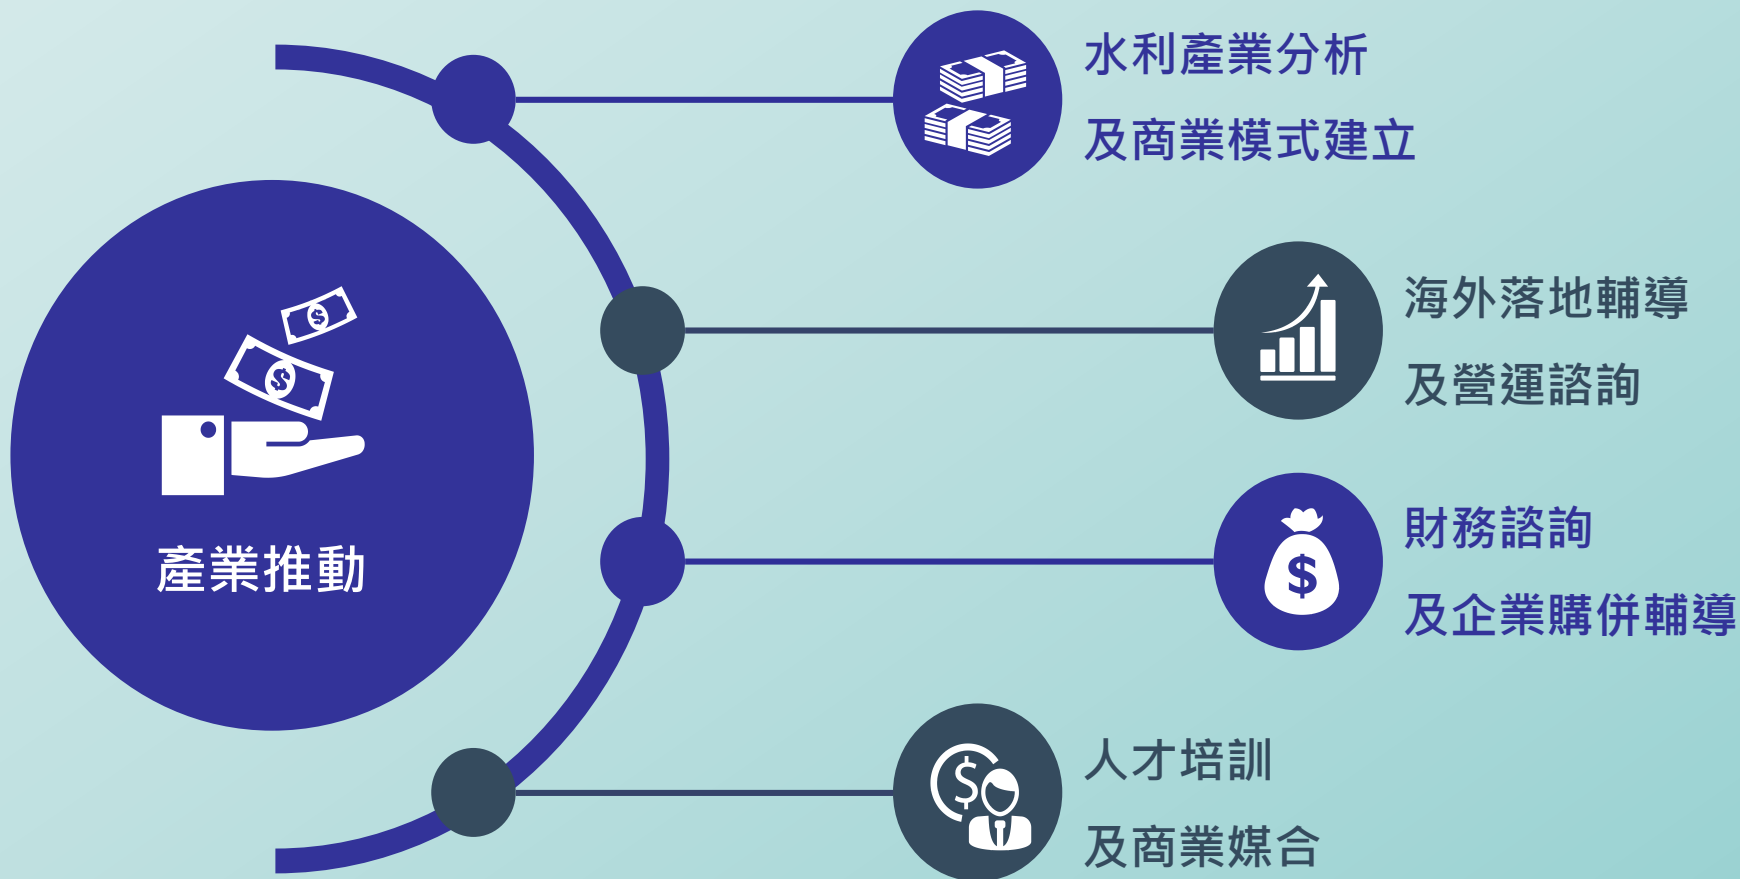 水利產業分析
及商業模式建立
海外落地輔導
及營運諮詢
產業推動
財務諮詢
及企業購併輔導
人才培訓
及商業媒合